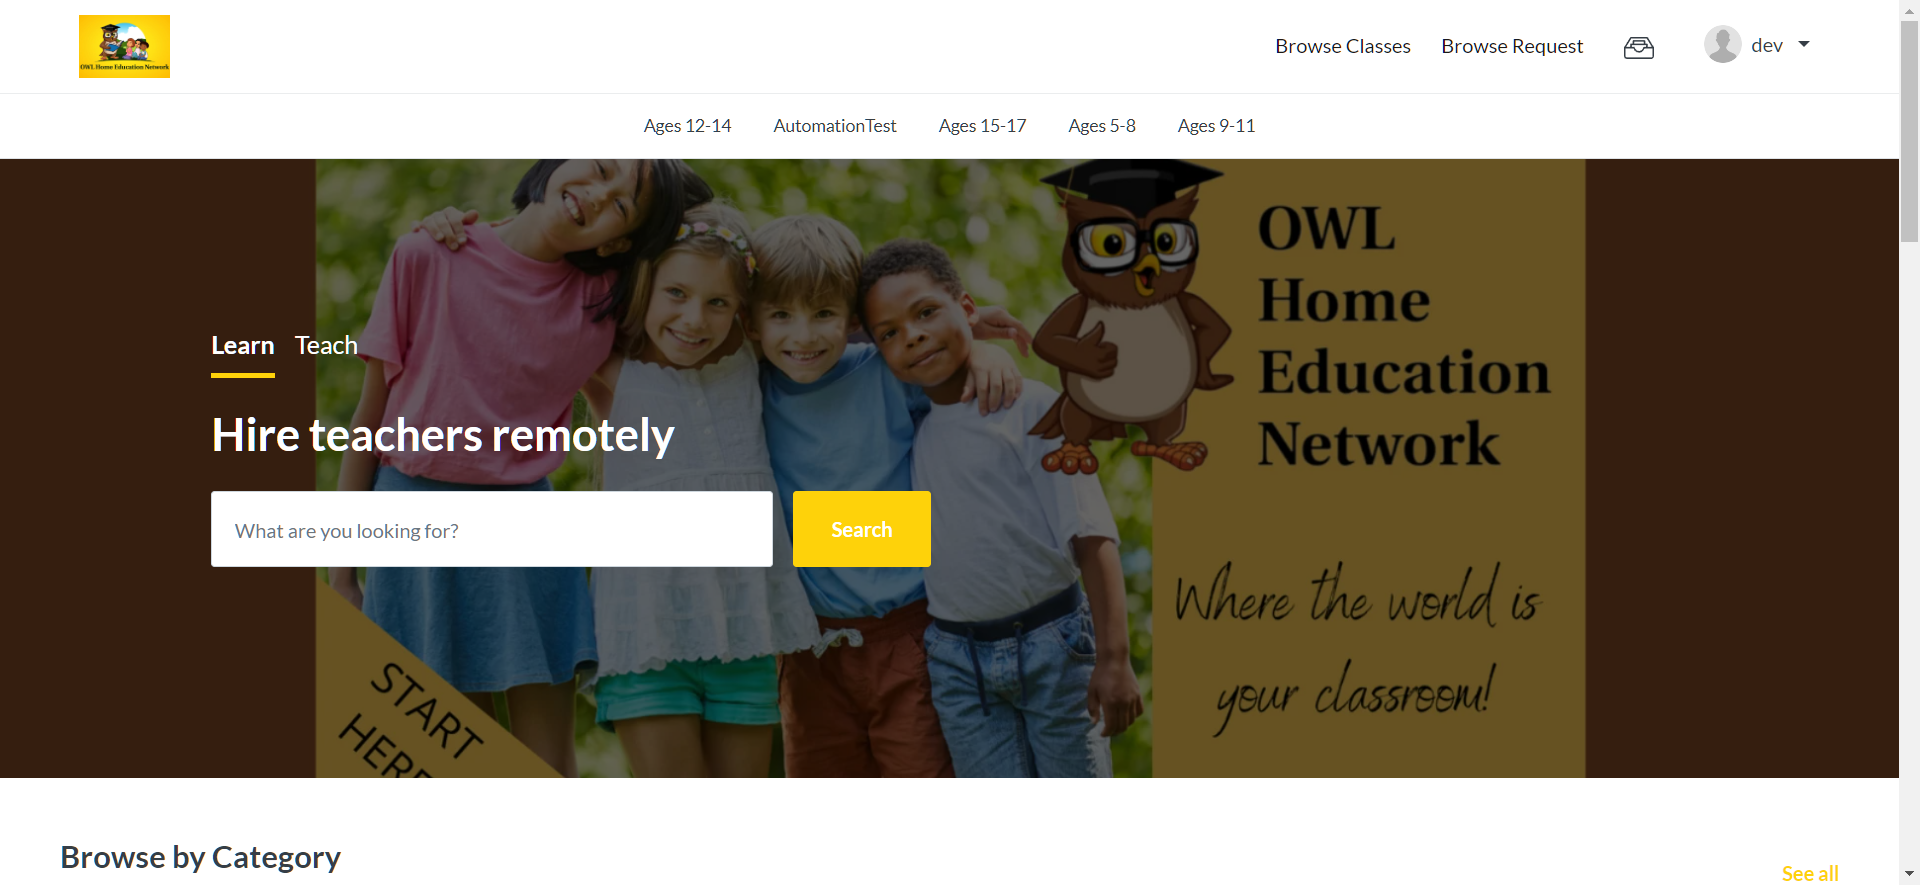 OWL Home Education Network
Browse Classes
Browse Request
dev
Ages 12-14
AutomationTest
Ages 15-17
Ages 5-8
Ages 9-11
OWL
Home
Education
Network
Learn
Teach
Hire teachers remotely
What are you looking for?
Search
Where the world is
your classroom!
START
HERE
Browse by Category
See all